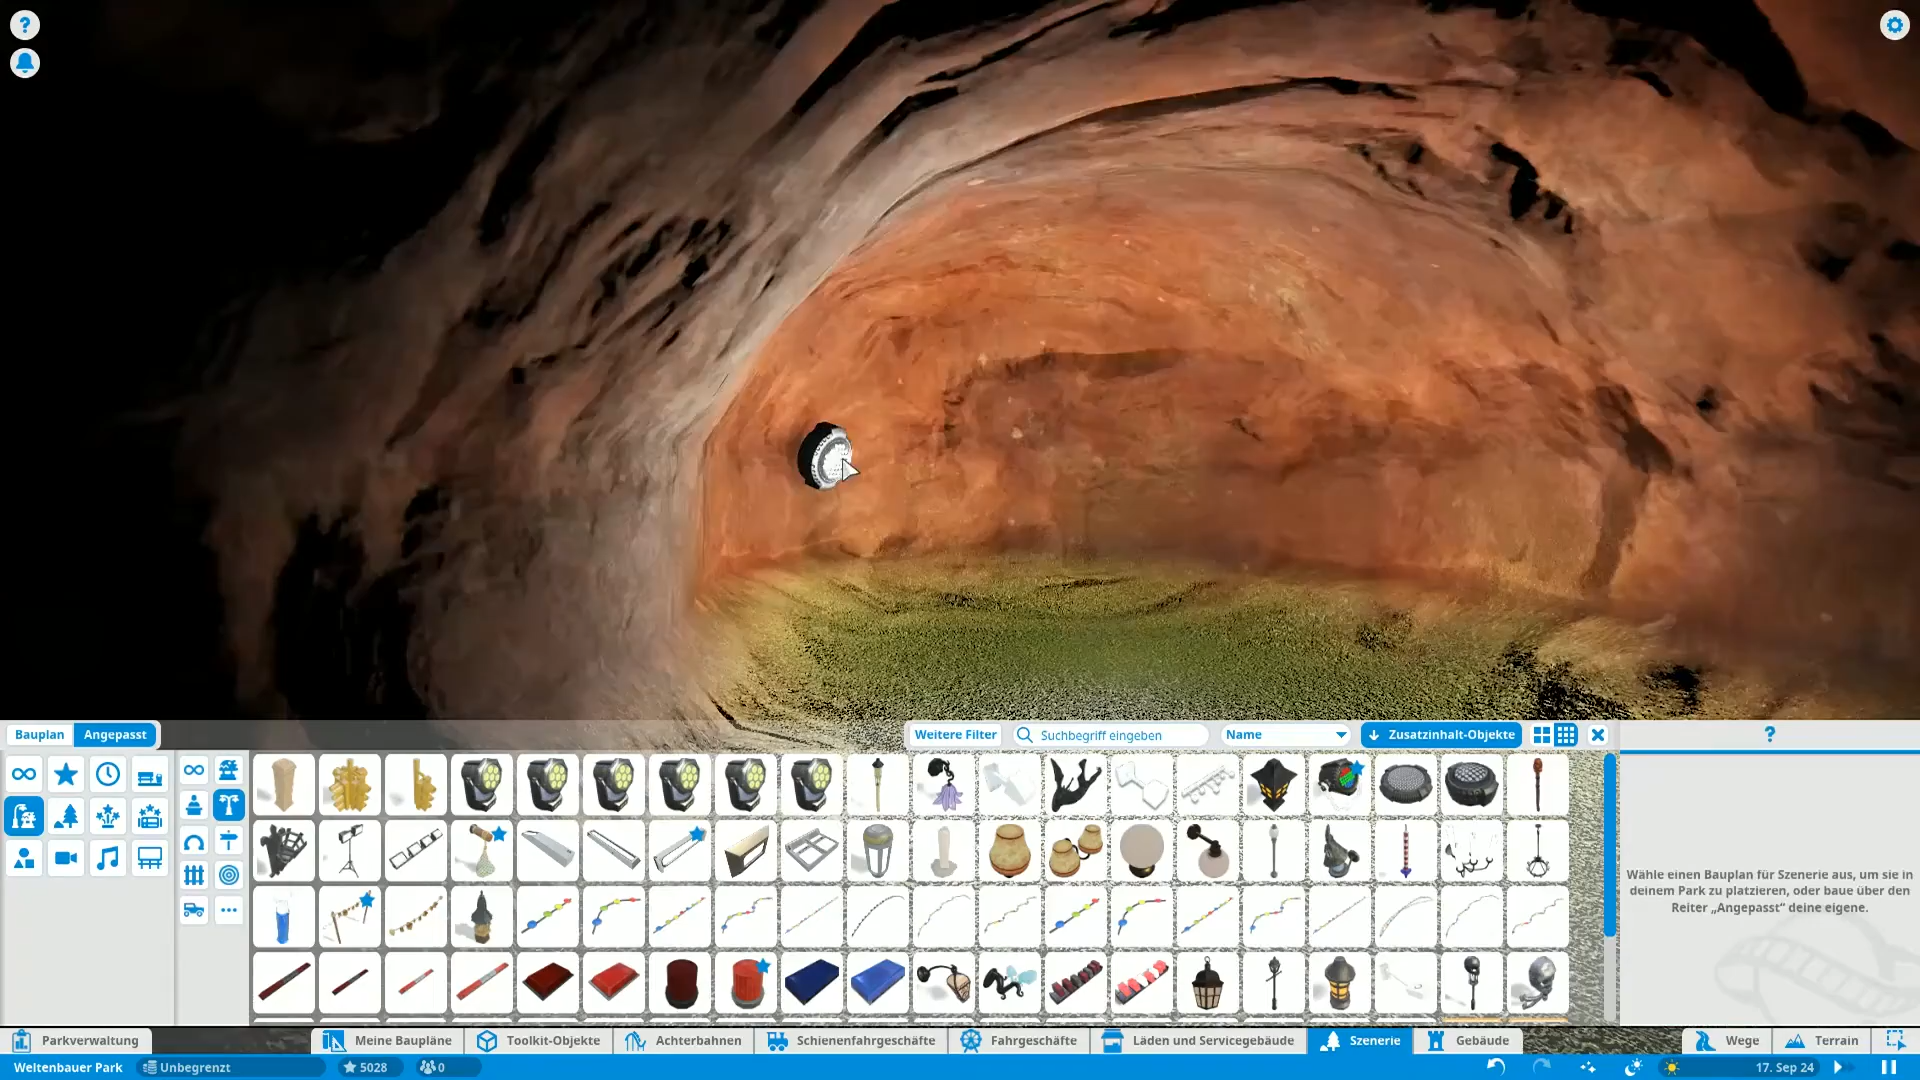 Bauplan
Angepasst
Weitere Filter
Suchbegriff eingeben
Name
Zusatzinhalt-Objekte
?
?
Wähle einen Bauplan für Szenerie aus, um sie in
deinem Park zu platzieren, oder baue über den
Reiter „Angepasst“ deine eigene.
Parkverwaltung
Meine Baupläne
Toolkit-Objekte
Achterbahnen
Schienenfahrgeschäfte
Fahrgeschäfte
Läden und Servicegebäude
Szenerie
Gebäude
Wege
Terrain
Weltenbauer Park
Unbegrenzt
5028
0
17. Sep 24